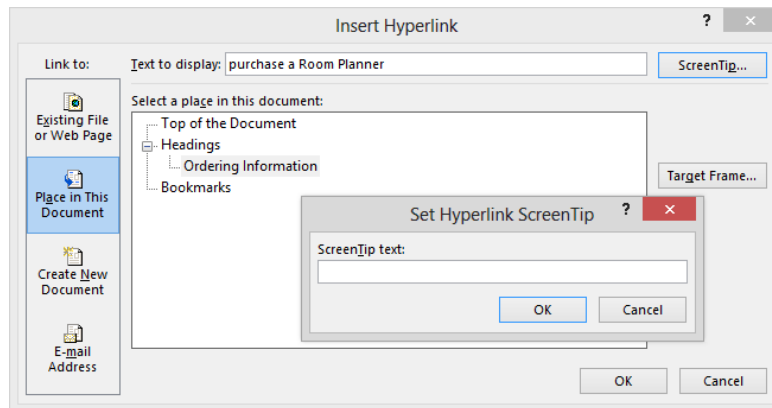 Insert Hyperlink
?
×
Link to:
Text to display: purchase a Room Planner
ScreenTip...
Existing File
or Web Page
Place in This
Document
Create New
Document
E-mail
Address
Select a place in this document:
Top of the Document
Headings
Ordering Information
Bookmarks
Target Frame...
Set Hyperlink ScreenTip
?
×
ScreenTip text:
OK
Cancel
OK
Cancel